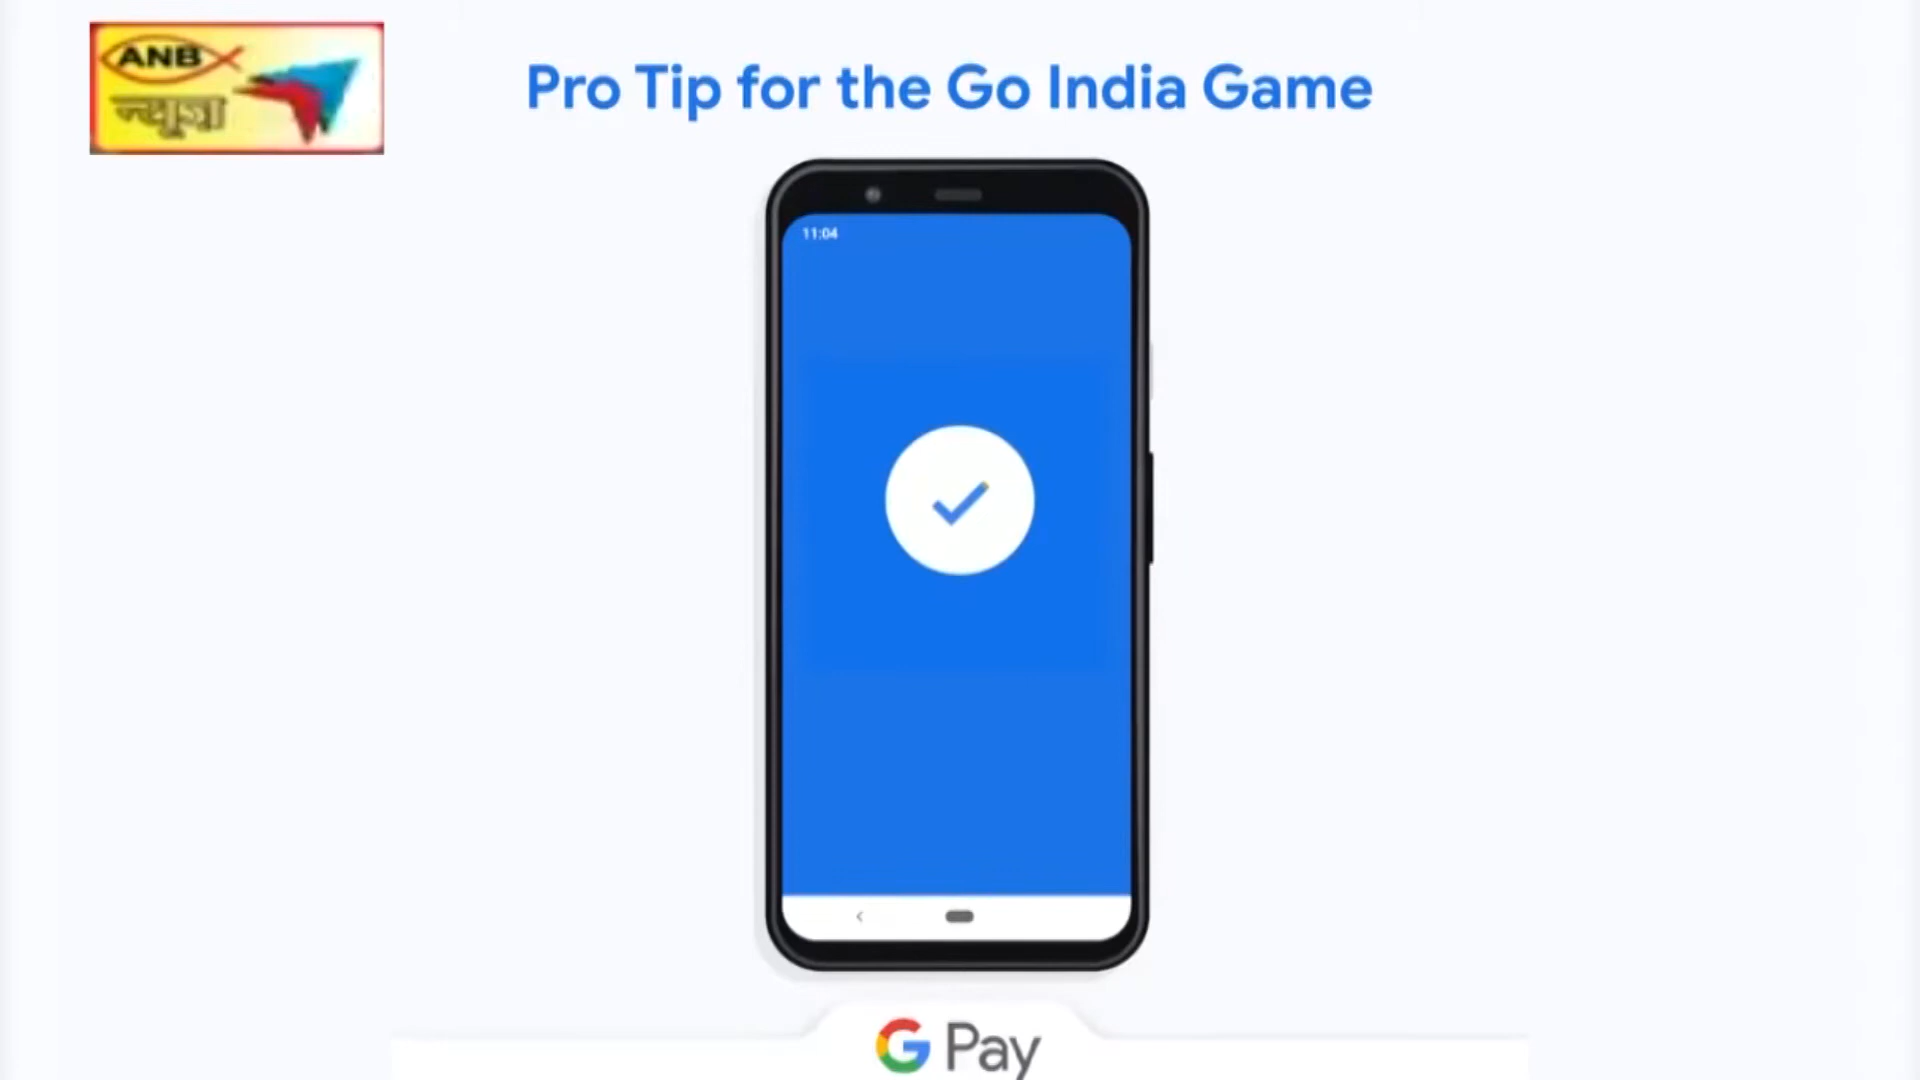 ANB
न्यूज़
Pro Tip for the Go India Game
11:04
G Pay